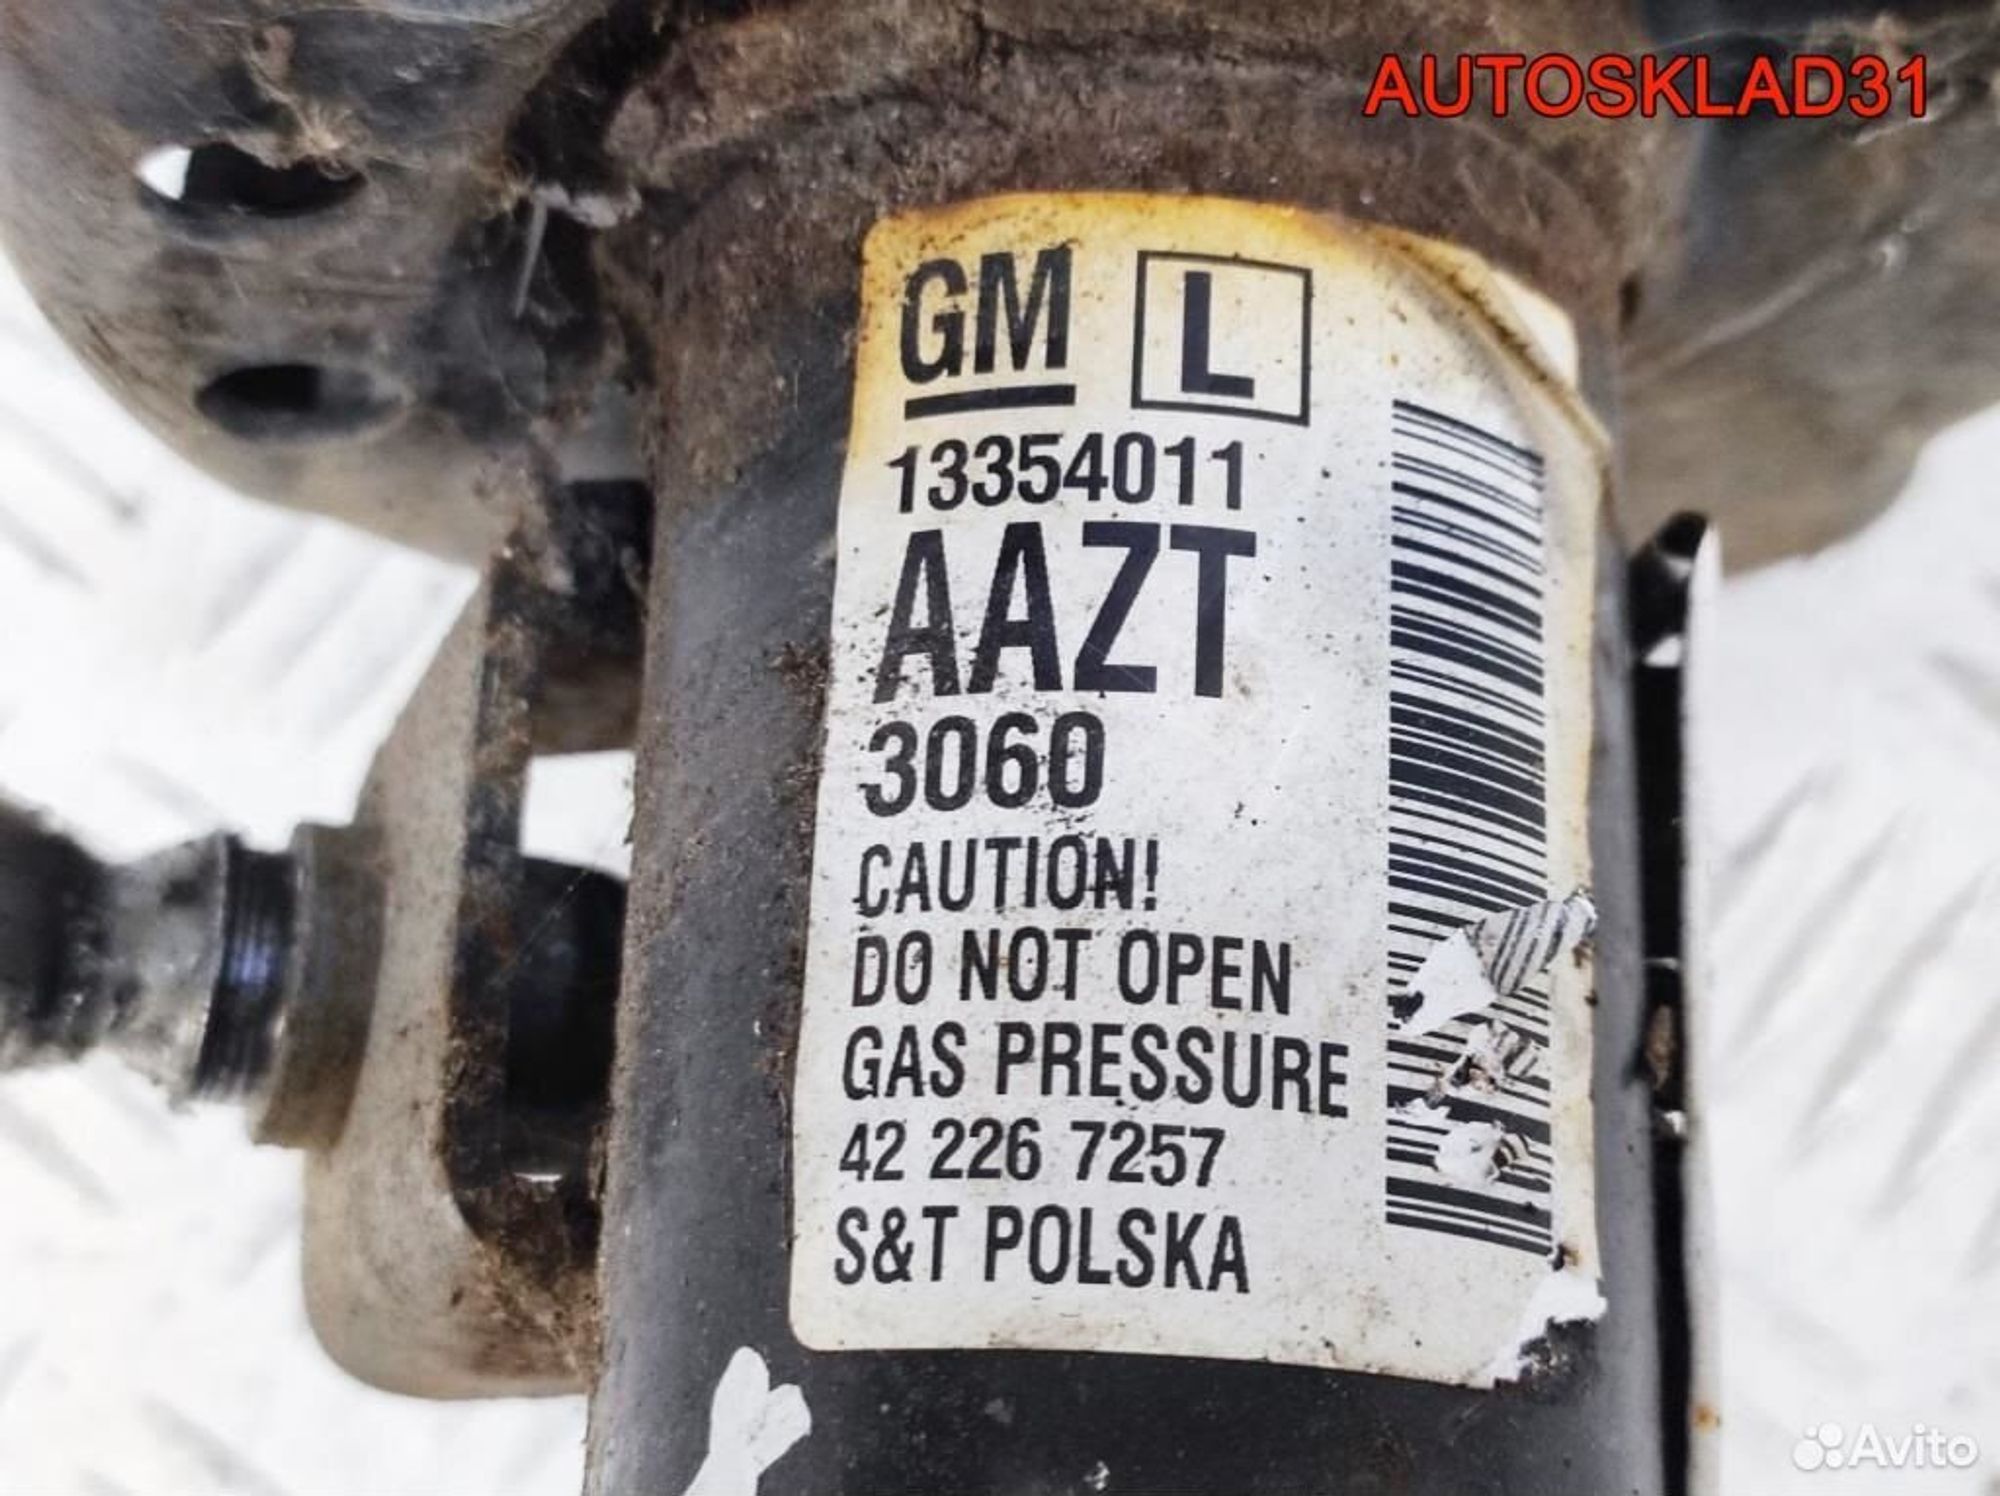 AUTOSKLAD31
GM L
13354011
AAZT
3060
CAUTION!
DO NOT OPEN
GAS PRESSURE
42 226 7257
S&T POLSKA
Avito